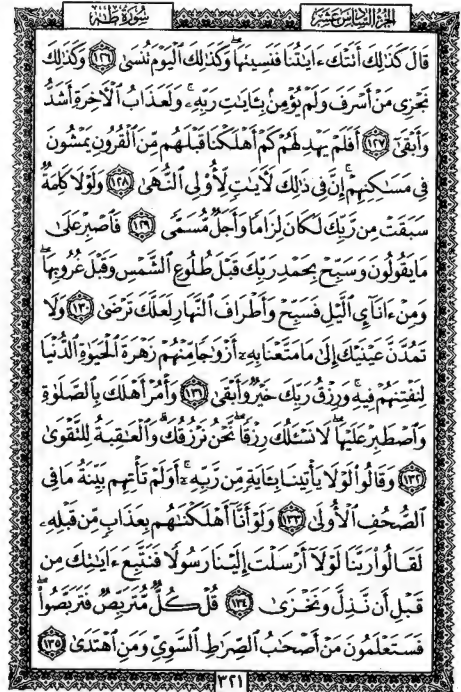 الجزء السادس عشر
سورة طه
قَالَ كَذَٰلِكَ أَتَتْكَ ءَايَٰتُنَا فَنَسِيتَهَا ۖ وَكَذَٰلِكَ ٱلْيَوْمَ تُنسَىٰ ۝١٢٦ وَكَذَٰلِكَ
نَجْزِى مَنْ أَسْرَفَ وَلَمْ يُؤْمِنۢ بِـَٔايَٰتِ رَبِّهِۦ ۚ وَلَعَذَابُ ٱلْءَاخِرَةِ أَشَدُّ
وَأَبْقَىٰٓ ۝١٢٧ أَفَلَمْ يَهْدِ لَهُمْ كَمْ أَهْلَكْنَا قَبْلَهُم مِّنَ ٱلْقُرُونِ يَمْشُونَ
فِى مَسَٰكِنِهِمْ ۗ إِنَّ فِى ذَٰلِكَ لَءَايَٰتٍ لِّأُو۟لِى ٱلنُّهَىٰ ۝١٢٨ وَلَوْلَا كَلِمَةٌ
سَبَقَتْ مِن رَّبِّكَ لَكَانَ لِزَامًا وَأَجَلٌ مُّسَمًّى ۝١٢٩ فَٱصْبِرْ عَلَىٰ
مَا يَقُولُونَ وَسَبِّحْ بِحَمْدِ رَبِّكَ قَبْلَ طُلُوعِ ٱلشَّمْسِ وَقَبْلَ غُرُوبِهَا ۖ
وَمِنْ ءَانَآئِ ٱلَّيْلِ فَسَبِّحْ وَأَطْرَافَ ٱلنَّهَارِ لَعَلَّكَ تَرْضَىٰ ۝١٣٠ وَلَا
تَمُدَّنَّ عَيْنَيْكَ إِلَىٰ مَا مَتَّعْنَا بِهِۦٓ أَزْوَٰجًا مِّنْهُمْ زَهْرَةَ ٱلْحَيَوٰةِ ٱلدُّنْيَا
لِنَفْتِنَهُمْ فِيهِ ۚ وَرِزْقُ رَبِّكَ خَيْرٌ وَأَبْقَىٰ ۝١٣١ وَأْمُرْ أَهْلَكَ بِٱلصَّلَوٰةِ
وَٱصْطَبِرْ عَلَيْهَا ۖ لَا نَسْـَٔلُكَ رِزْقًا ۖ نَّحْنُ نَرْزُقُكَ ۗ وَٱلْعَٰقِبَةُ لِلتَّقْوَىٰ
۝١٣٢ وَقَالُوا۟ لَوْلَا يَأْتِينَا بِـَٔايَةٍ مِّن رَّبِّهِۦٓ ۚ أَوَلَمْ تَأْتِهِم بَيِّنَةُ مَا فِى
ٱلصُّحُفِ ٱلْأُولَىٰ ۝١٣٣ وَلَوْ أَنَّآ أَهْلَكْنَٰهُم بِعَذَابٍ مِّن قَبْلِهِۦ
لَقَالُوا۟ رَبَّنَا لَوْلَآ أَرْسَلْتَ إِلَيْنَا رَسُولًا فَنَتَّبِعَ ءَايَٰتِكَ مِن
قَبْلِ أَن نَّذِلَّ وَنَخْزَىٰ ۝١٣٤ قُلْ كُلٌّ مُّتَرَبِّصٌ فَتَرَبَّصُوا۟ ۖ
فَسَتَعْلَمُونَ مَنْ أَصْحَٰبُ ٱلصِّرَٰطِ ٱلسَّوِىِّ وَمَنِ ٱهْتَدَىٰ ۝١٣٥
٣٢١